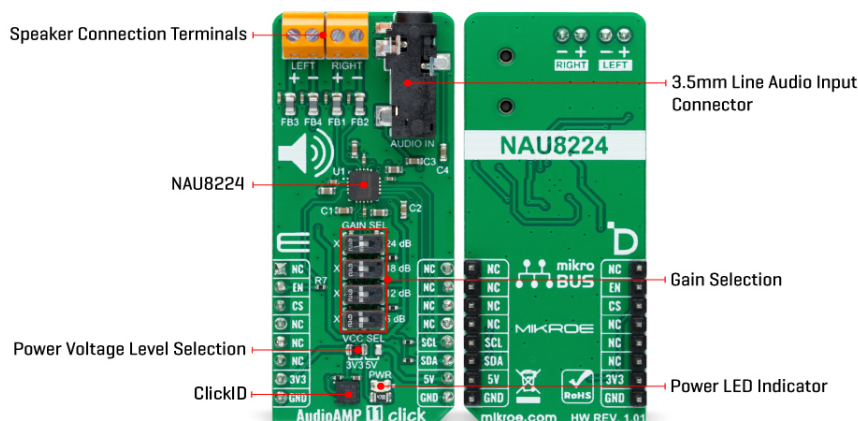 Speaker Connection Terminals
LEFT RIGHT
+ - + -
FB3 FB4 FB1 FB2
AUDIO IN
C3
C4
U1
NAU8224
C1
C2
GAIN SEL
X 24 dB
X 18 dB
X 12 dB
X 6 dB
R7
NC
EN
CS
NC
NC
3V3
GND
NC
NC
NC
NC
SCL
SDA
5V
GND
VCC SEL
3V3 5V
PWR
Power Voltage Level Selection
ClickID
AudioAMP 11 click
- + - +
RIGHT LEFT
3.5mm Line Audio Input
Connector
NAU8224
NC
NC
NC
NC
SCL
SDA
5V
GND
mikro
BUS
MIKROE
RoHS
NC
EN
CS
NC
NC
3V3
GND
Gain Selection
Power LED Indicator
mikroe.com HW REV. 1.01